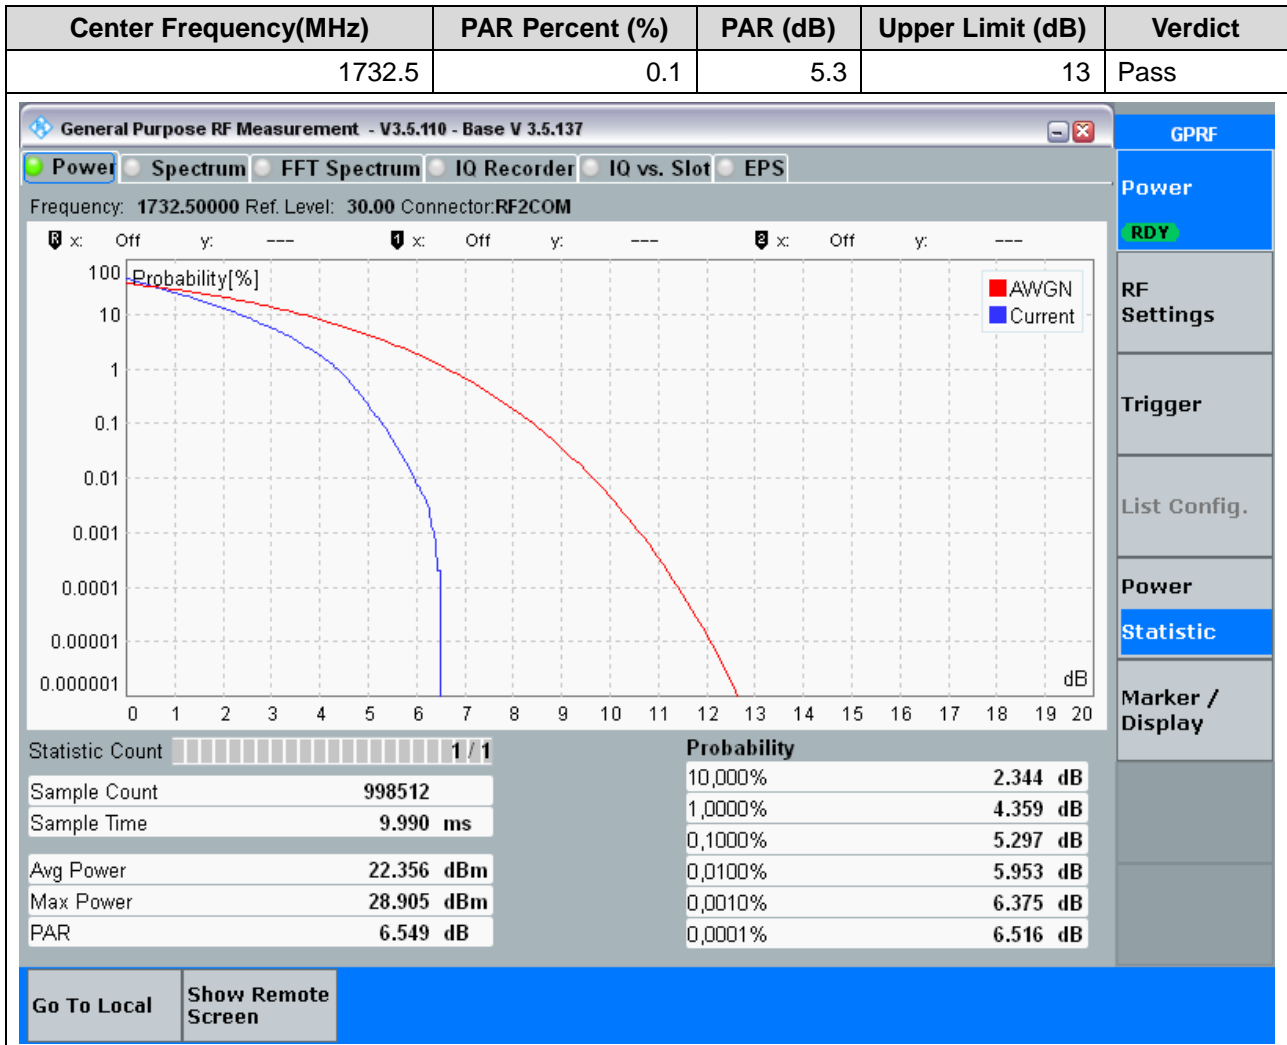 Center Frequency(MHz) PAR Percent (%) PAR (dB) Upper Limit (dB) Verdict
1732.5 0.1 5.3 13 Pass
General Purpose RF Measurement - V3.5.110 - Base V 3.5.137
GPRF
Power Spectrum FFT Spectrum IQ Recorder IQ vs. Slot EPS
Frequency: 1732.50000 Ref. Level: 30.00 Connector:RF2COM
R x: Off y: --- 1 x: Off y: --- 2 x: Off y: ---
Probability[%]
AWGN
Current
100
10
1
0.1
0.01
0.001
0.0001
0.00001
0.000001
dB
0 1 2 3 4 5 6 7 8 9 10 11 12 13 14 15 16 17 18 19 20
Statistic Count 1 / 1
Sample Count 998512
Sample Time 9.990 ms
Avg Power 22.356 dBm
Max Power 28.905 dBm
PAR 6.549 dB
Probability
10,000% 2.344 dB
1,0000% 4.359 dB
0,1000% 5.297 dB
0,0100% 5.953 dB
0,0010% 6.375 dB
0,0001% 6.516 dB
Power
RDY
RF
Settings
Trigger
List Config.
Power
Statistic
Marker /
Display
Go To Local
Show Remote
Screen